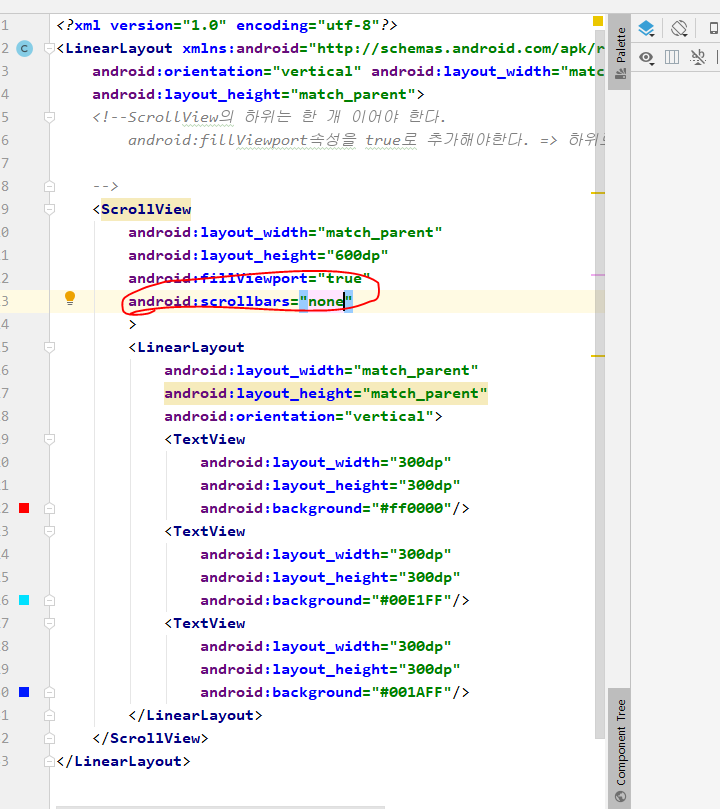 1 <?xml version="1.0" encoding="utf-8"?>
2 C <LinearLayout xmlns:android="http://schemas.android.com/apk/r
3 android:orientation="vertical" android:layout_width="matc
4 android:layout_height="match_parent">
5 <!--ScrollView의 하위는 한 개 이어야 한다.
6 android:fillViewport속성을 true로 추가해야한다. => 하위
7
8 -->
9 <ScrollView
0 android:layout_width="match_parent"
1 android:layout_height="600dp"
2 android:fillViewport="true"
3 android:scrollbars="none"
4 >
5 <LinearLayout
6 android:layout_width="match_parent"
7 android:layout_height="match_parent"
8 android:orientation="vertical">
9 <TextView
0 android:layout_width="300dp"
1 android:layout_height="300dp"
2 android:background="#ff0000"/>
3 <TextView
4 android:layout_width="300dp"
5 android:layout_height="300dp"
6 android:background="#00E1FF"/>
7 <TextView
8 android:layout_width="300dp"
9 android:layout_height="300dp"
0 android:background="#001AFF"/>
1 </LinearLayout>
2 </ScrollView>
3 </LinearLayout>
Palette
Component Tree